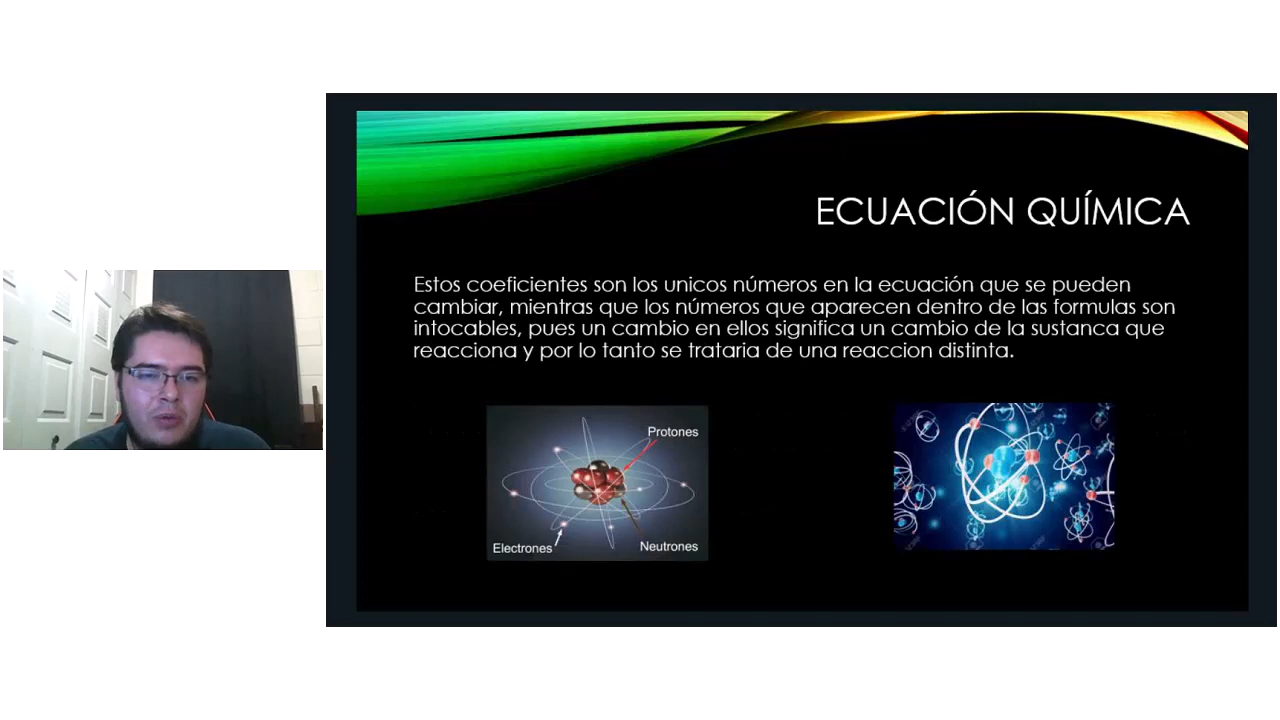 ECUACIÓN QUÍMICA
Estos coeficientes son los unicos números en la ecuación que se pueden
cambiar, mientras que los números que aparecen dentro de las formulas son
intocables, pues un cambio en ellos significa un cambio de la sustanca que
reacciona y por lo tanto se trataria de una reaccion distinta.
Protones
Electrones
Neutrones